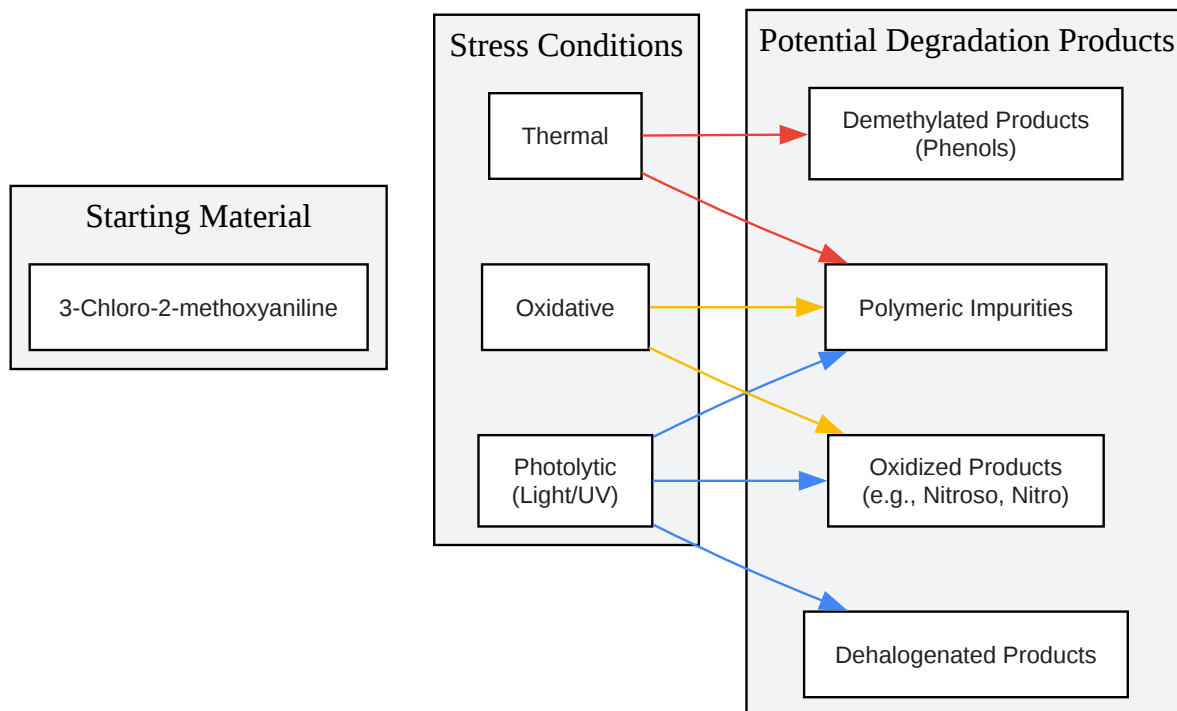 Starting Material
3-Chloro-2-methoxyaniline
Stress Conditions
Thermal
Oxidative
Photolytic
(Light/UV)
Potential Degradation Products
Demethylated Products
(Phenols)
Polymeric Impurities
Oxidized Products
(e.g., Nitroso, Nitro)
Dehalogenated Products